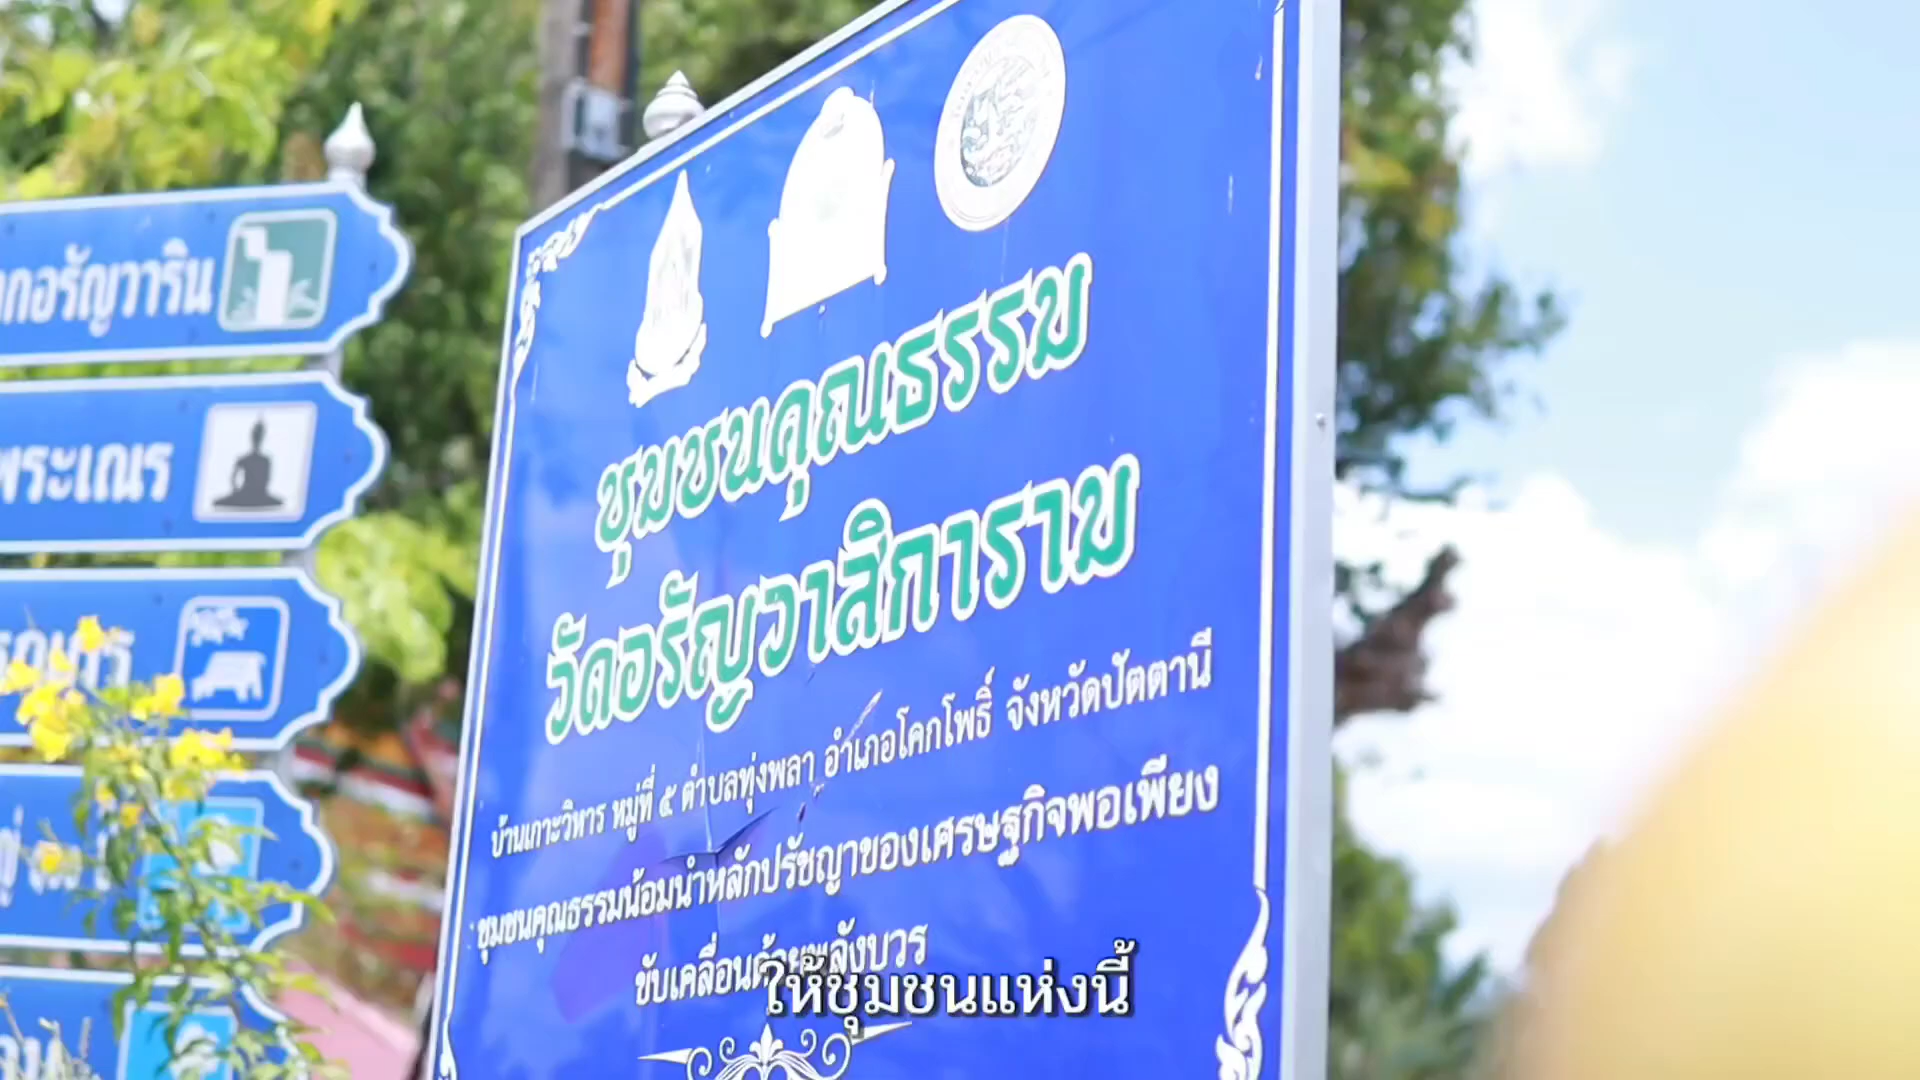 ชุมชนคุณธรรม
วัดอรัญวาสิการาม
บ้านเกาะวิหาร หมู่ที่ ๕ ตำบลทุ่งพลา อำเภอโคกโพธิ์ จังหวัดปัตตานี
ชุมชนคุณธรรมน้อมนำหลักปรัชญาของเศรษฐกิจพอเพียง
ขับเคลื่อนด้วยพลังบวร
กอรัญวาริน
พระเณร
ให้ชุมชนแห่งนี้